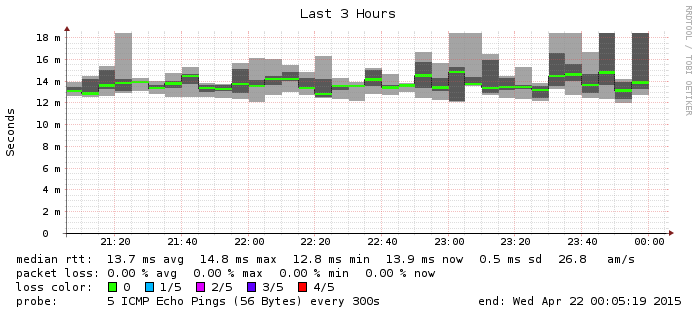 Last 3 Hours
RRDTOOL / TOBI OETIKER
Seconds
18 m
16 m
14 m
12 m
10 m
8 m
6 m
4 m
2 m
0
21:20 21:40 22:00 22:20 22:40 23:00 23:20 23:40 00:00
median rtt: 13.7 ms avg 14.8 ms max 12.8 ms min 13.9 ms now 0.5 ms sd 26.8 am/s
packet loss: 0.00 % avg 0.00 % max 0.00 % min 0.00 % now
loss color: 0 1/5 2/5 3/5 4/5
probe: 5 ICMP Echo Pings (56 Bytes) every 300s end: Wed Apr 22 00:05:19 2015